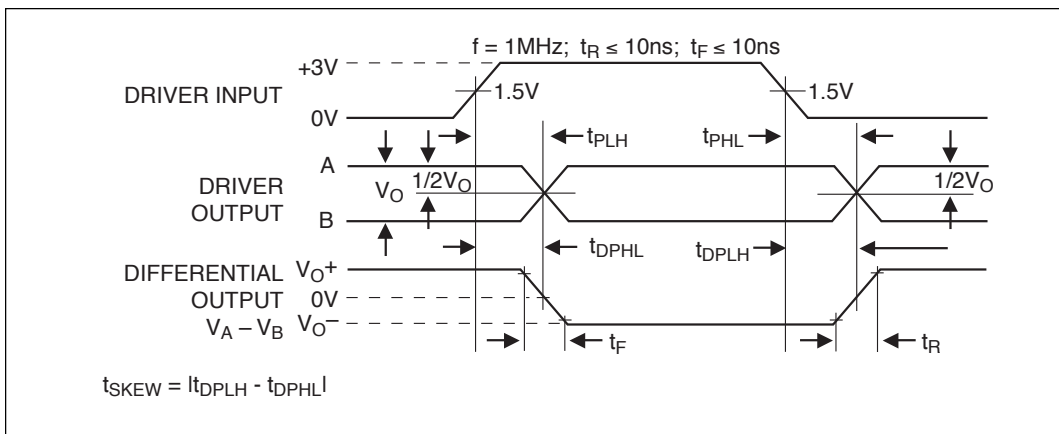 f = 1MHz; tR ≤ 10ns; tF ≤ 10ns
+3V
DRIVER INPUT
1.5V
1.5V
0V
tPLH
tPHL
A
DRIVER
OUTPUT
VO
1/2VO
1/2VO
B
tDPHL
tDPLH
DIFFERENTIAL
OUTPUT
VA – VB
VO+
0V
VO–
tF
tR
tSKEW = |tDPLH - tDPHL|